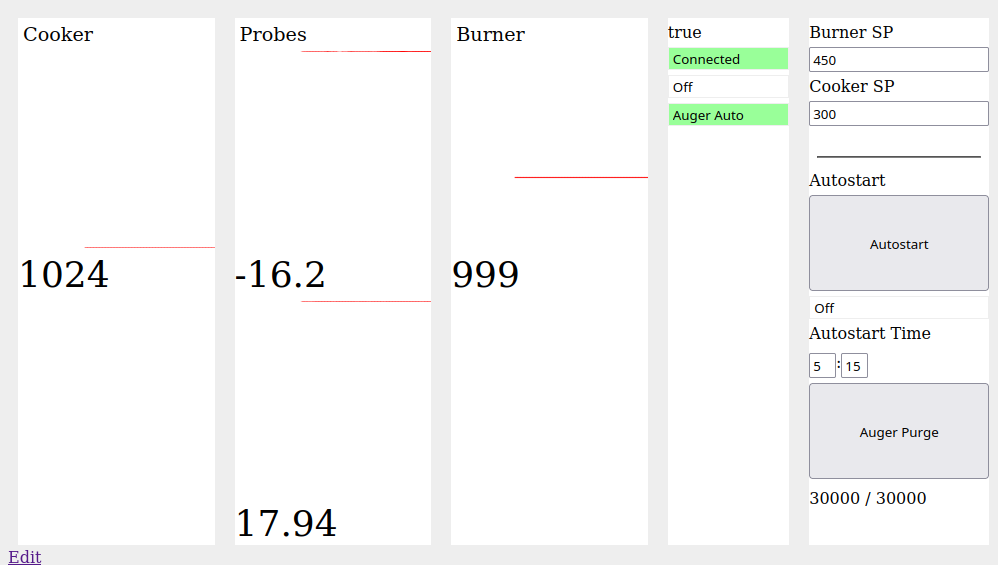 Cooker
1024
Probes
-16.2
17.94
Burner
999
true
Connected
Off
Auger Auto
Burner SP
450
Cooker SP
300
Autostart
Autostart
Off
Autostart Time
5 : 15
Auger Purge
30000 / 30000
Edit